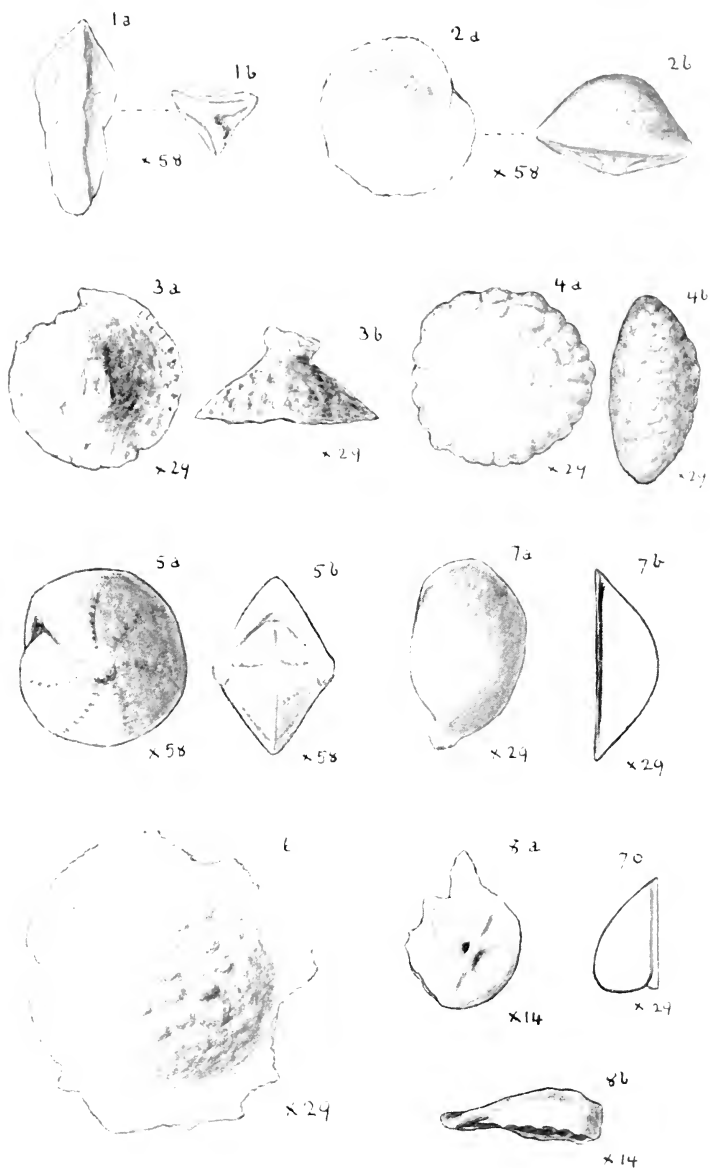 1a
1b
2a
2b
× 58
× 58
3a
3b
4a
4b
× 29
× 29
× 29
× 29
5a
5b
7a
7b
× 58
× 58
× 29
× 29
6
8a
7c
× 14
× 29
× 29
8b
× 14